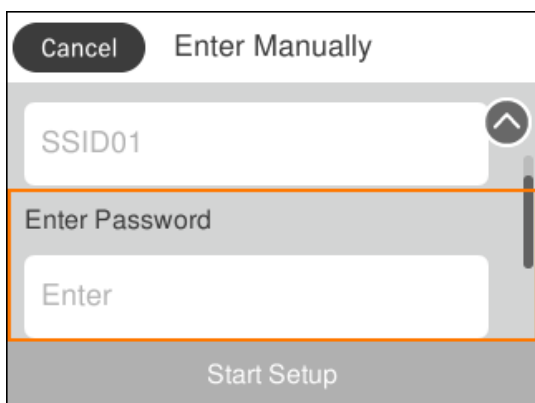 Cancel Enter Manually
SSID01
Enter Password
Enter
Start Setup